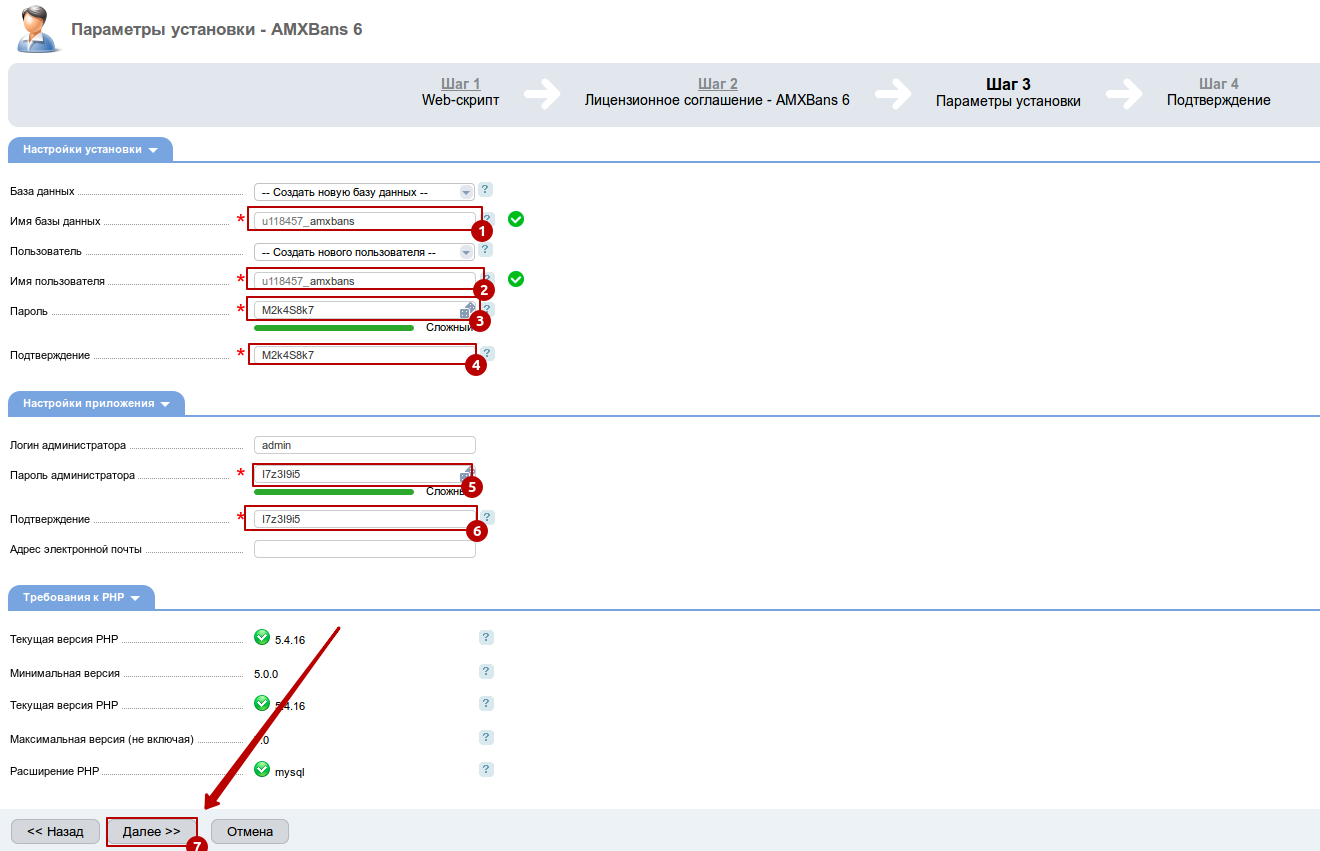 Параметры установки - AMXBans 6
Шаг 1
Web-скрипт
Шаг 2
Лицензионное соглашение - AMXBans 6
Шаг 3
Параметры установки
Шаг 4
Подтверждение
Настройки установки
База данных -- Создать новую базу данных -- ?
Имя базы данных * u118457_amxbans ? 1
Пользователь -- Создать нового пользователя -- ?
Имя пользователя * u118457_amxbans ? 2
Пароль * M2k4S8k7 ? 3
Сложный
Подтверждение * M2k4S8k7 ? 4
Настройки приложения
Логин администратора admin
Пароль администратора * I7z3I9i5 5
Сложный
Подтверждение * I7z3I9i5 ? 6
Адрес электронной почты
Требования к PHP
Текущая версия PHP 5.4.16 ?
Минимальная версия 5.0.0 ?
Текущая версия PHP 5.4.16 ?
Максимальная версия (не включая) .0 ?
Расширение PHP mysql ?
<< Назад Далее >> Отмена
7